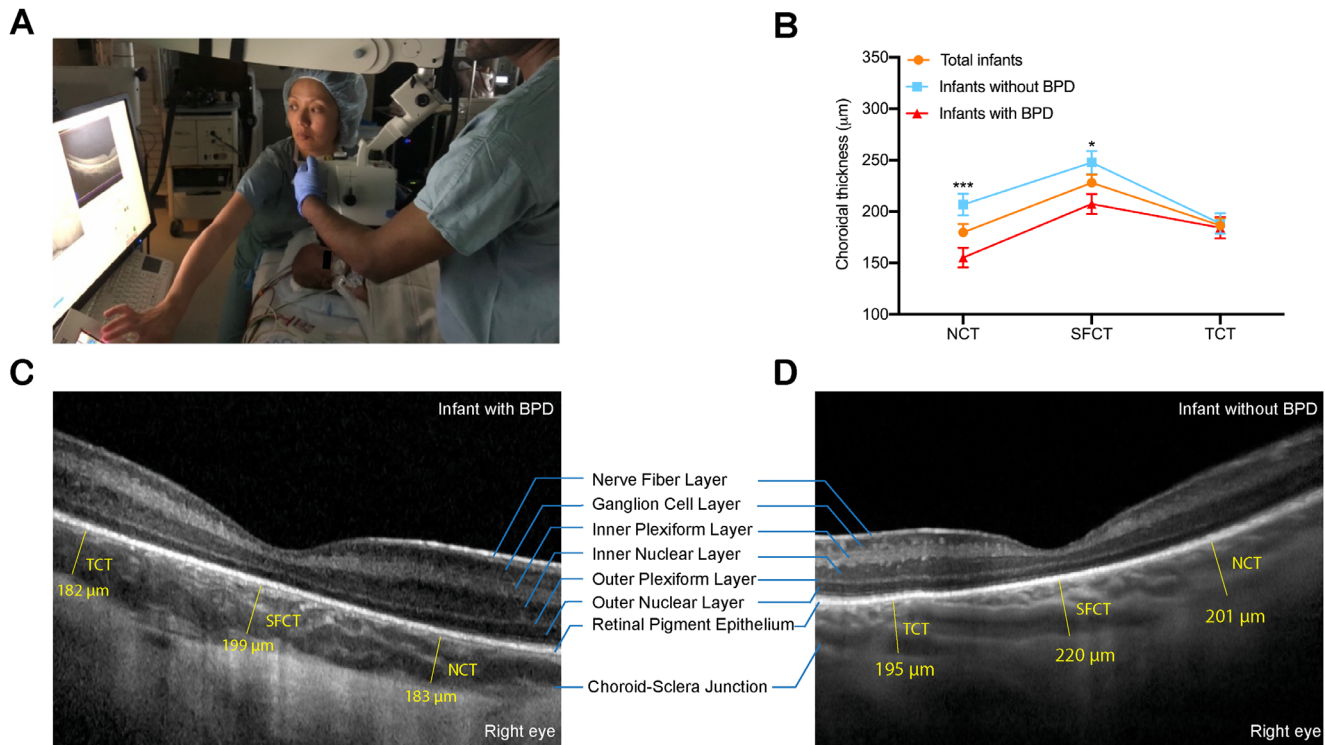 A
B
350
300
250
200
150
100
Choroidal thickness (μm)
Total infants
Infants without BPD
Infants with BPD
***
*
NCT
SFCT
TCT
C
Infant with BPD
TCT
182 μm
SFCT
199 μm
NCT
183 μm
Right eye
Nerve Fiber Layer
Ganglion Cell Layer
Inner Plexiform Layer
Inner Nuclear Layer
Outer Plexiform Layer
Outer Nuclear Layer
Retinal Pigment Epithelium
Choroid-Sclera Junction
D
Infant without BPD
TCT
195 μm
SFCT
220 μm
NCT
201 μm
Right eye